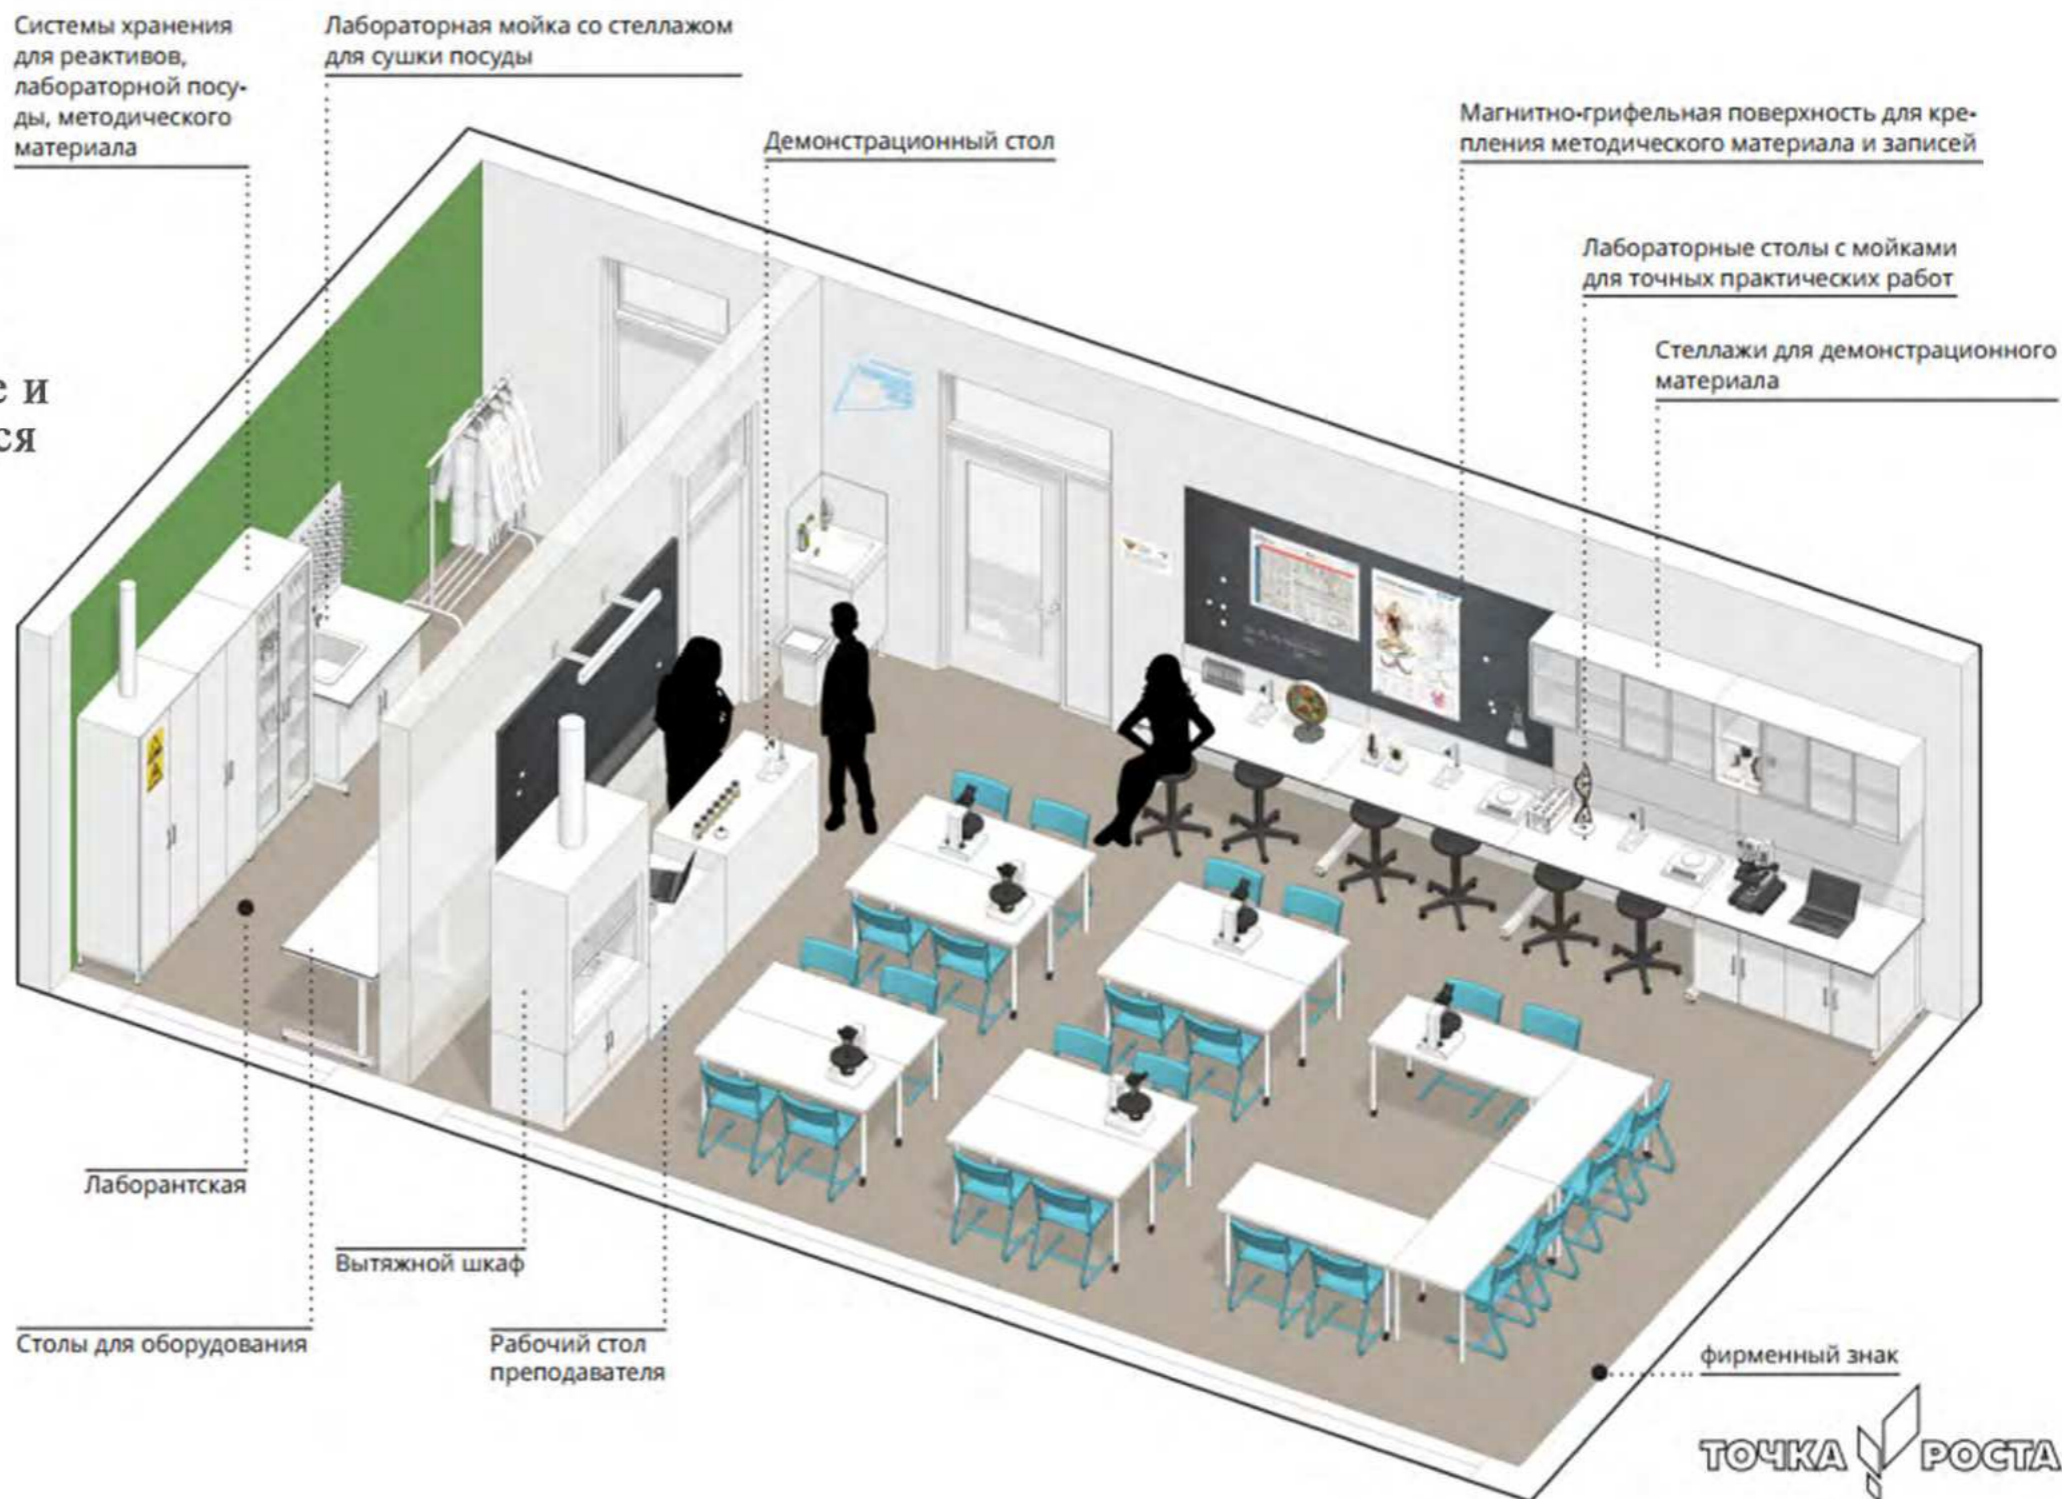 Системы хранения
для реактивов,
лабораторной посу-
ды, методического
материала
Лабораторная мойка со стеллажом
для сушки посуды
Демонстрационный стол
Магнитно-грифельная поверхность для кре-
пления методического материала и записей
Лабораторные столы с мойками
для точных практических работ
Стеллажи для демонстрационного
материала
е и
ся
Лаборантская
Вытяжной шкаф
Столы для оборудования
Рабочий стол
преподавателя
фирменный знак
ТОЧКА РОСТА